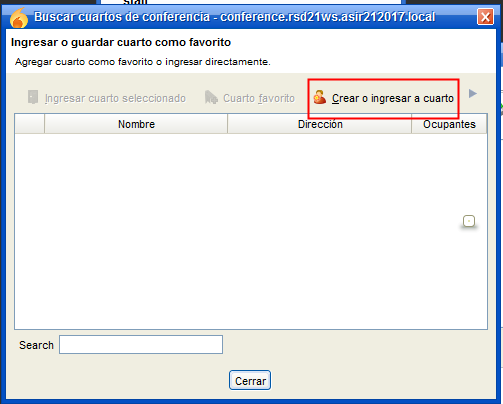 staff
Buscar cuartos de conferencia - conference.rsd21ws.asir212017.local
Ingresar o guardar cuarto como favorito
Agregar cuarto como favorito o ingresar directamente.
Ingresar cuarto seleccionado Cuarto favorito Crear o ingresar a cuarto
Nombre Dirección Ocupantes
Search
Cerrar